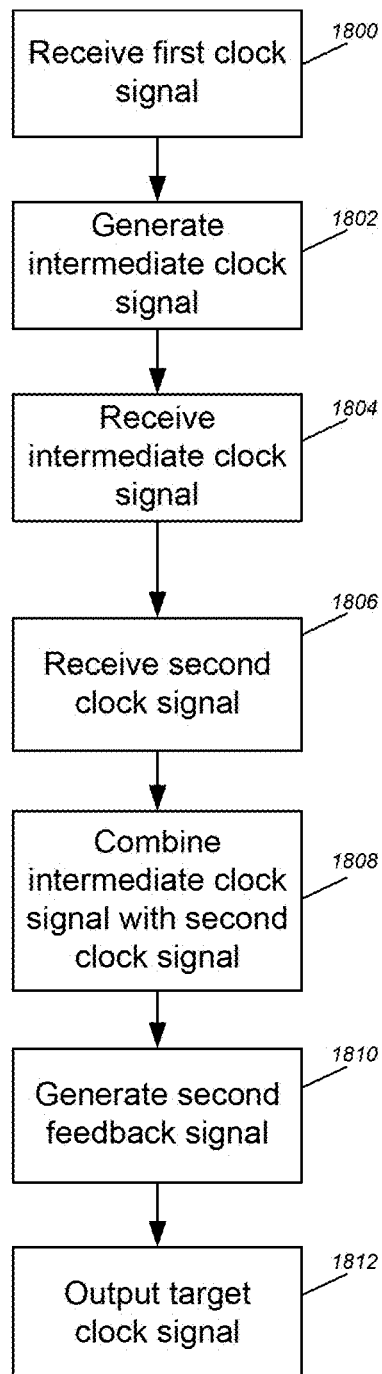 Receive first clock
signal
1800
Generate
intermediate clock
signal
1802
Receive
intermediate clock
signal
1804
Receive second
clock signal
1806
Combine
intermediate clock
signal with second
clock signal
1808
Generate second
feedback signal
1810
Output target
clock signal
1812